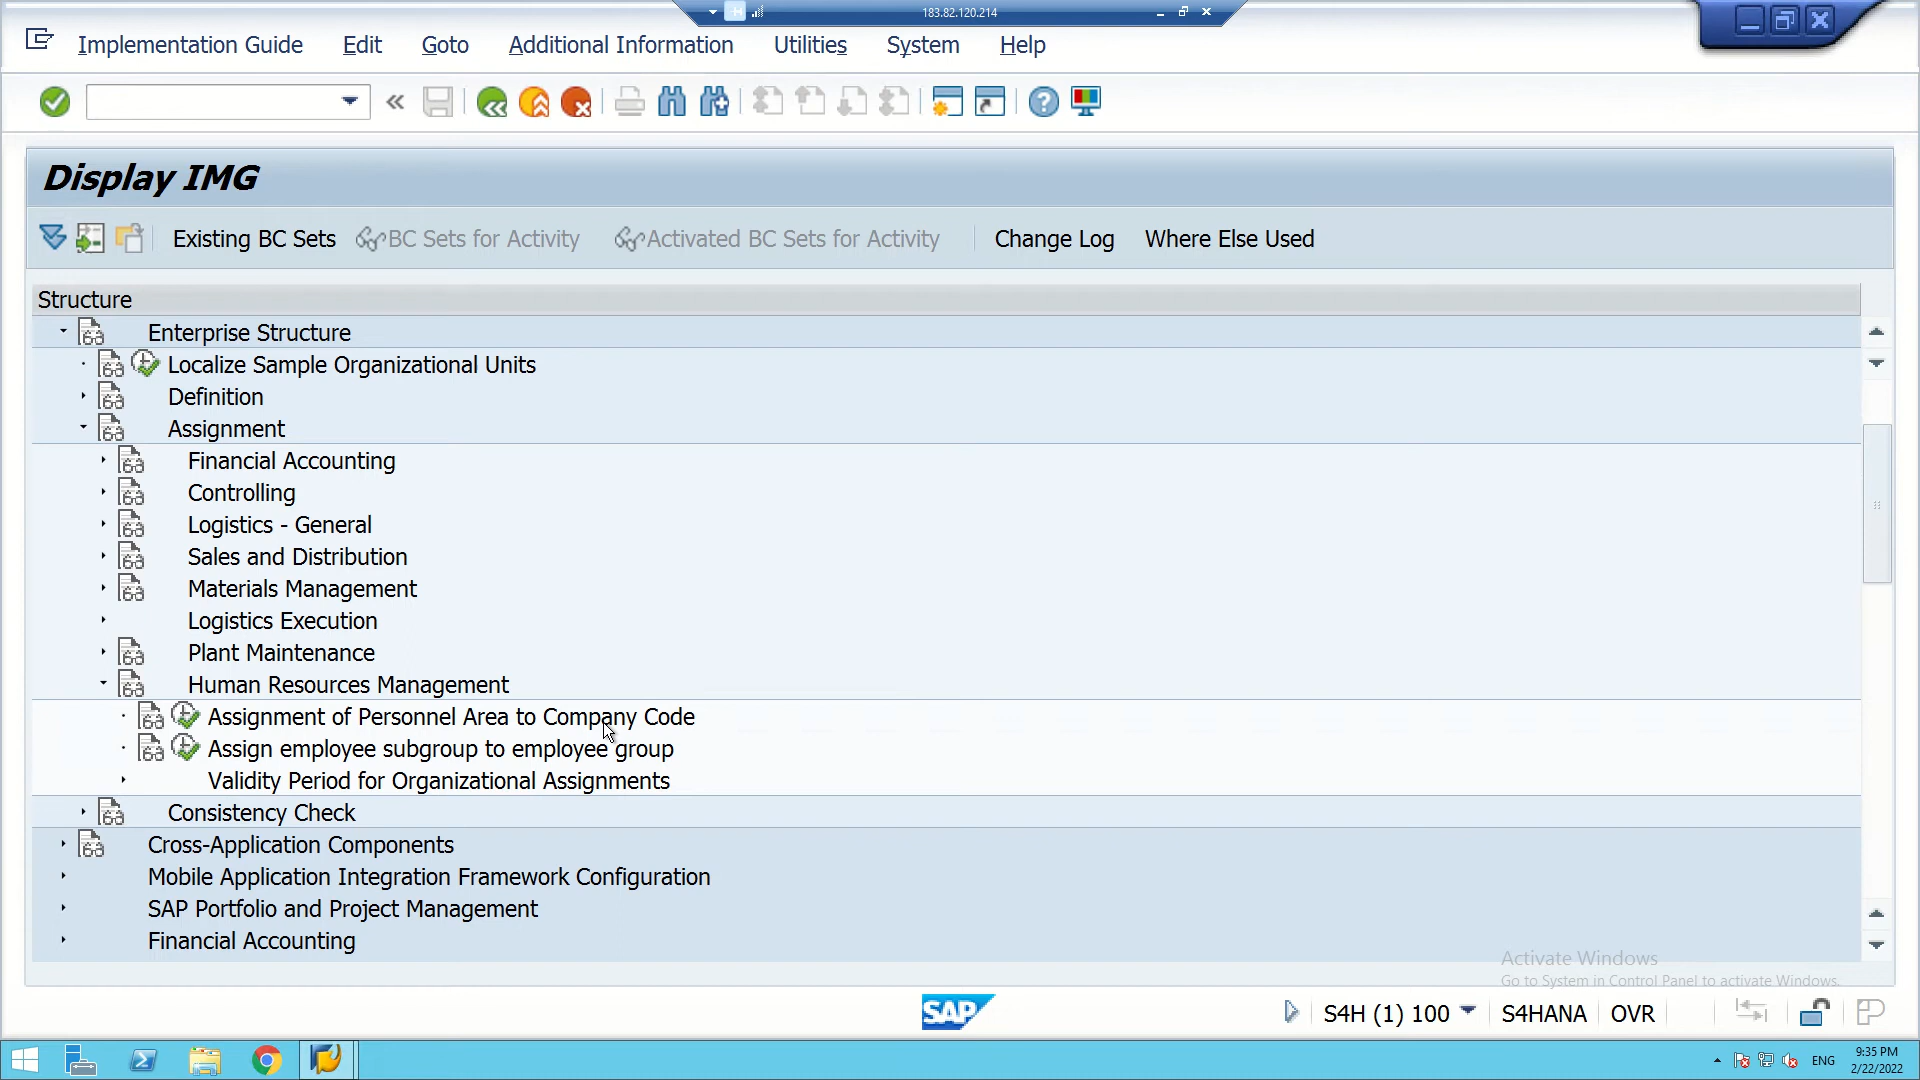 183.82.120.214
Implementation Guide Edit Goto Additional Information Utilities System Help
Display IMG
Existing BC Sets BC Sets for Activity Activated BC Sets for Activity Change Log Where Else Used
Structure
Enterprise Structure
Localize Sample Organizational Units
Definition
Assignment
Financial Accounting
Controlling
Logistics - General
Sales and Distribution
Materials Management
Logistics Execution
Plant Maintenance
Human Resources Management
Assignment of Personnel Area to Company Code
Assign employee subgroup to employee group
Validity Period for Organizational Assignments
Consistency Check
Cross-Application Components
Mobile Application Integration Framework Configuration
SAP Portfolio and Project Management
Financial Accounting
Activate Windows
Go to System in Control Panel to activate Windows.
SAP S4H (1) 100 S4HANA OVR
ENG 9:35 PM
2/22/2022